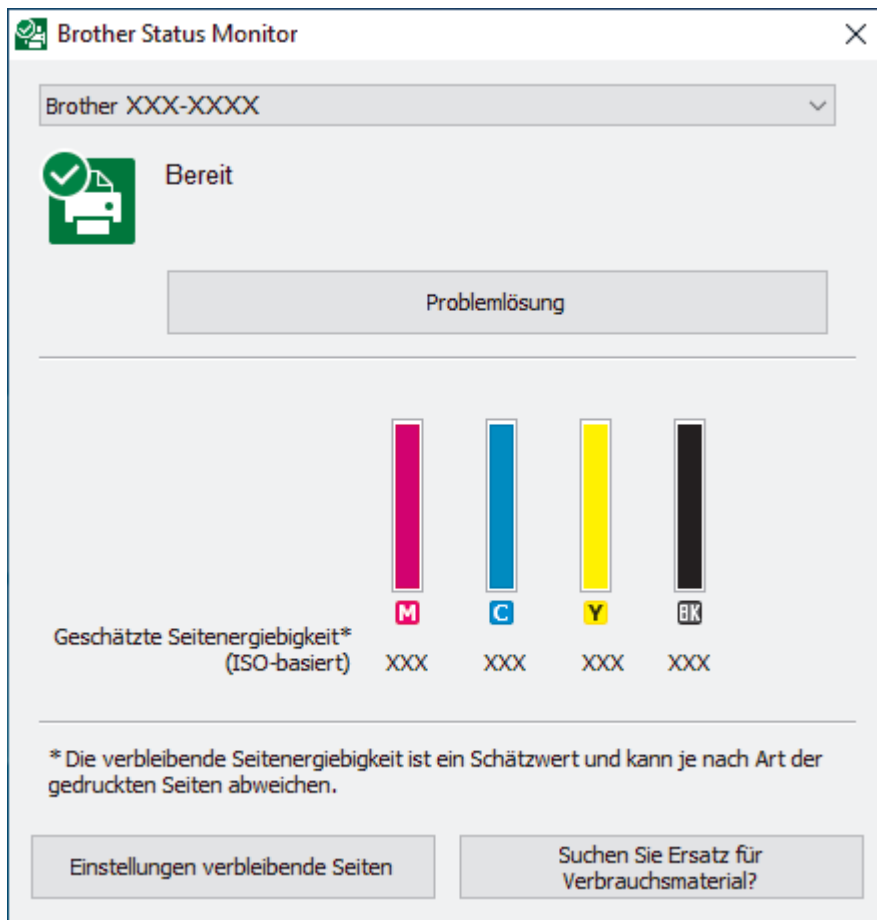 Brother Status Monitor
Brother XXX-XXXX
Bereit
Problemlösung
M C Y BK
Geschätzte Seitenergiebigkeit*
(ISO-basiert) XXX XXX XXX XXX
* Die verbleibende Seitenergiebigkeit ist ein Schätzwert und kann je nach Art der
gedruckten Seiten abweichen.
Einstellungen verbleibende Seiten
Suchen Sie Ersatz für
Verbrauchsmaterial?